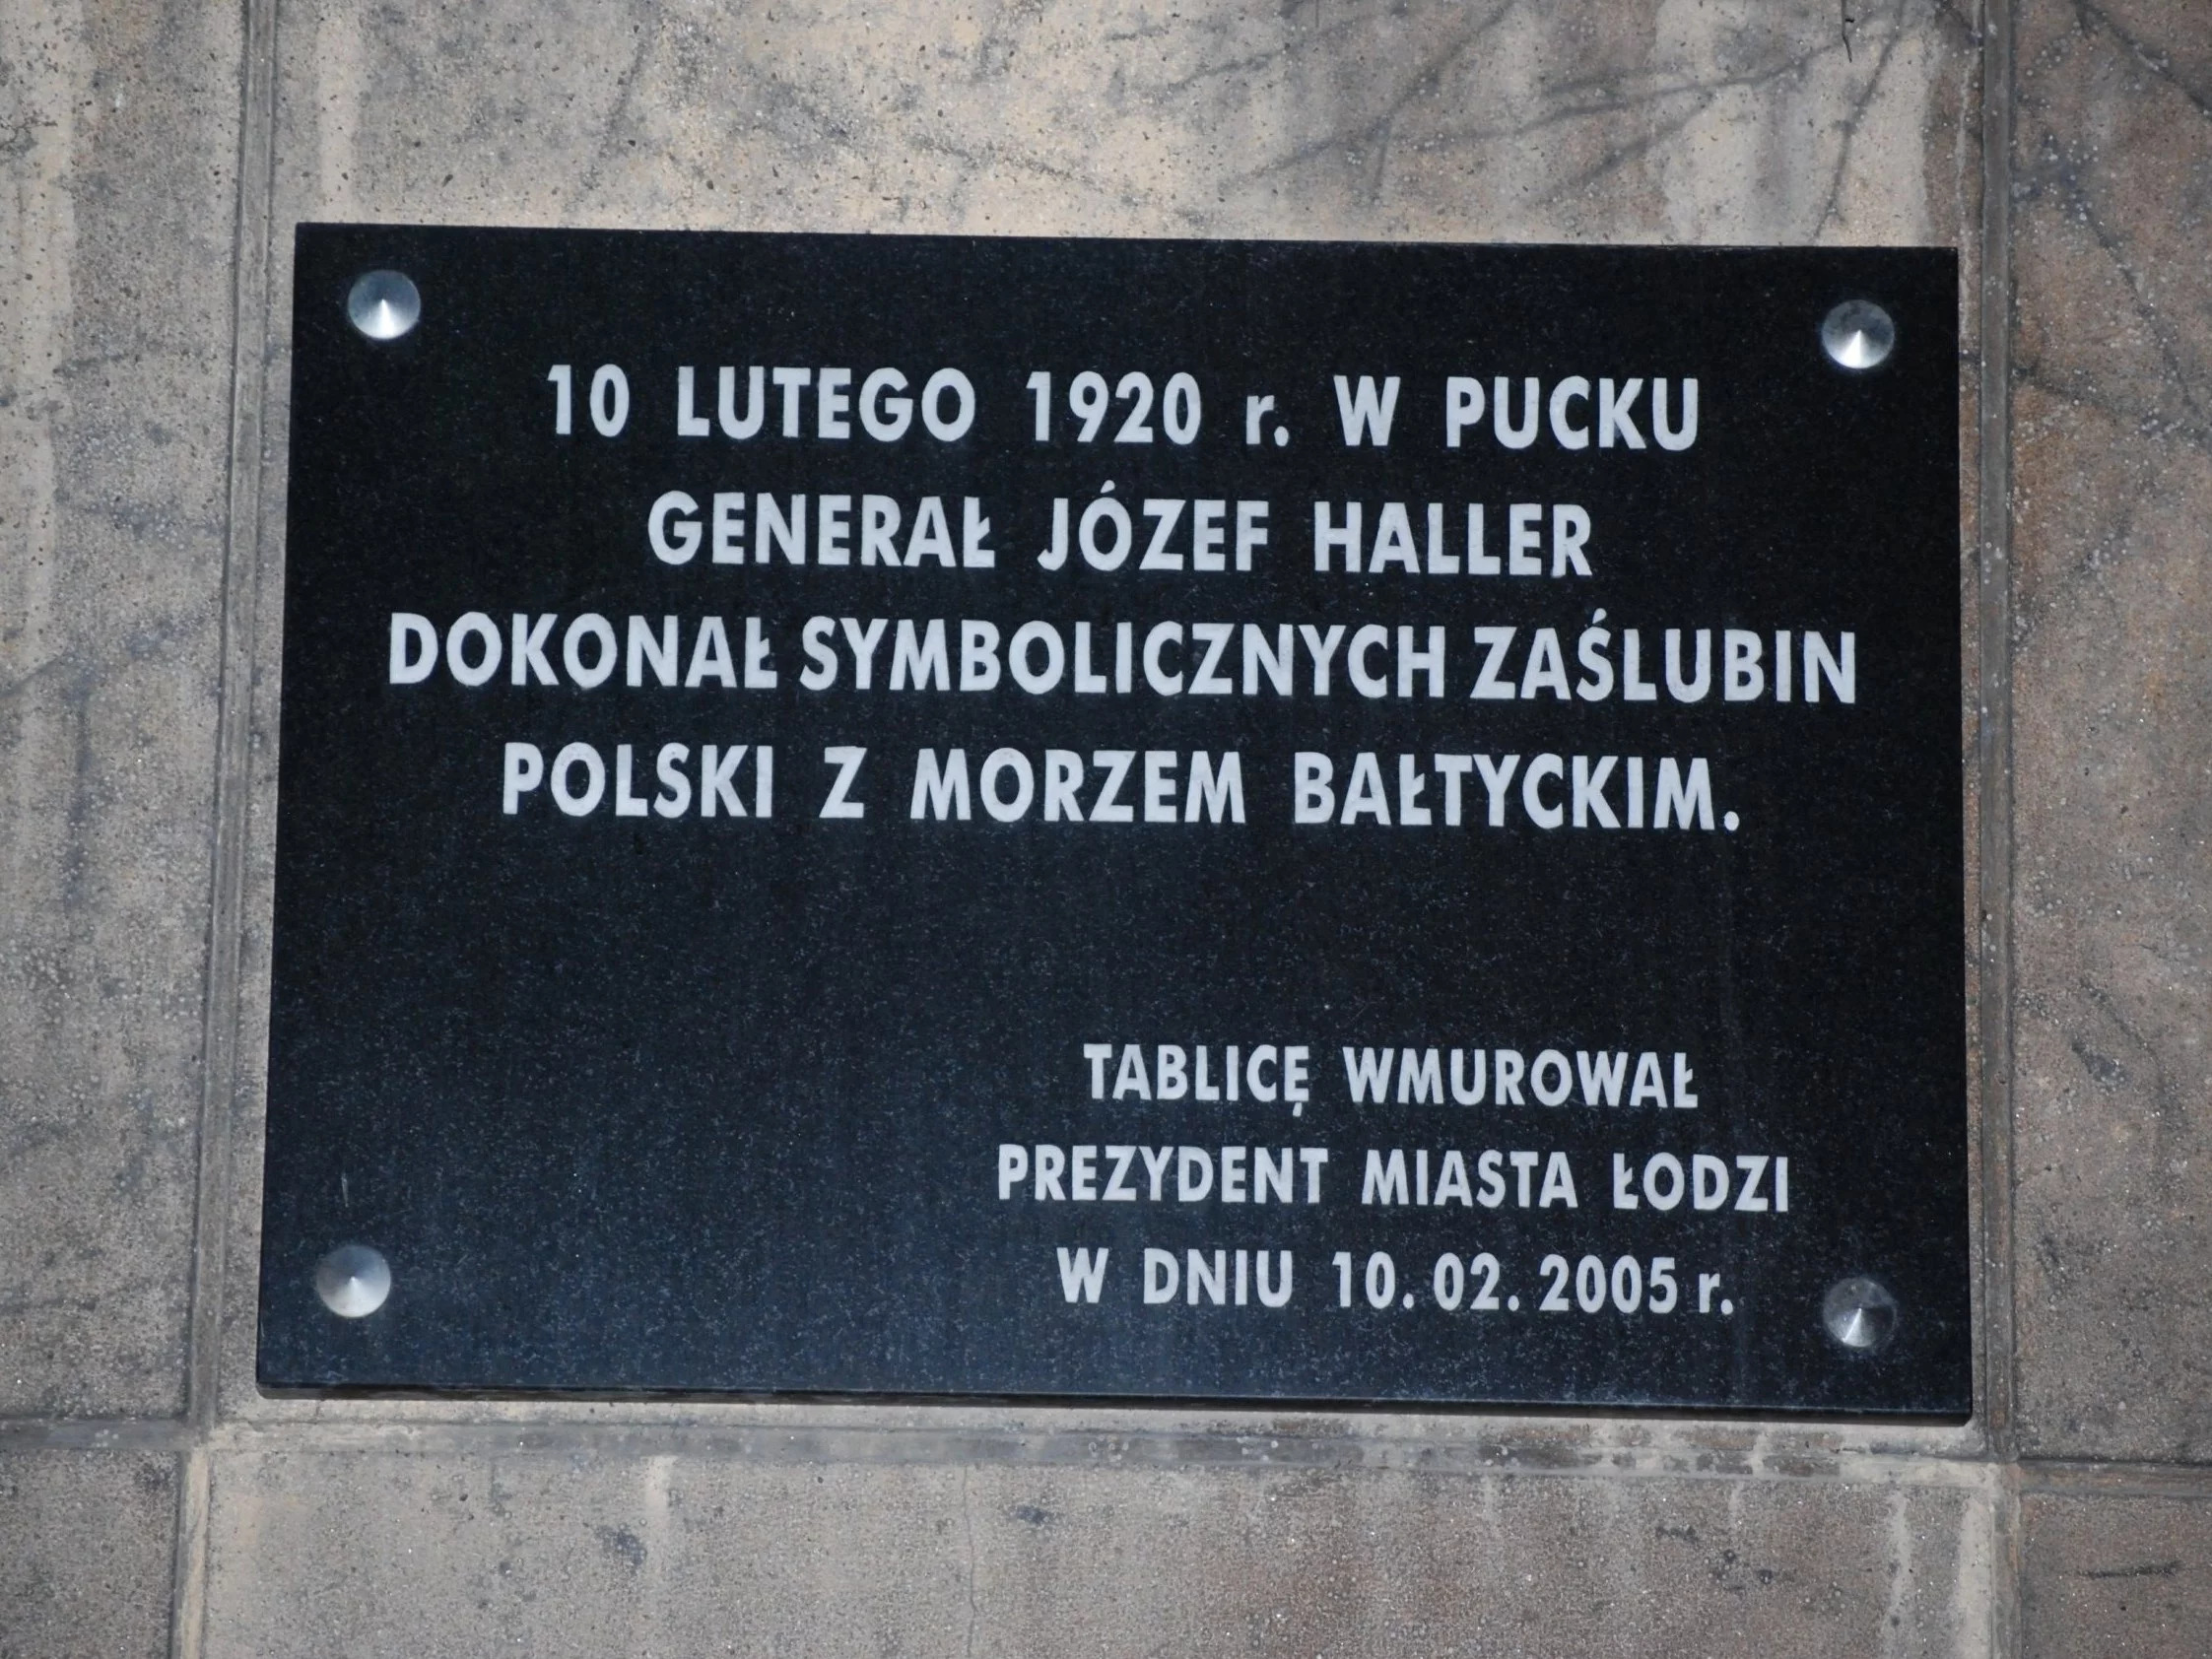 10 LUTEGO 1920 r. W PUCKU
GENERAŁ JÓZEF HALLER
DOKONAŁ SYMBOLICZNYCH ZAŚLUBIN
POLSKI Z MORZEM BAŁTYCKIM.
TABLICĘ WMUROWAŁ
PREZYDENT MIASTA ŁODZI
W DNIU 10.02.2005 r.